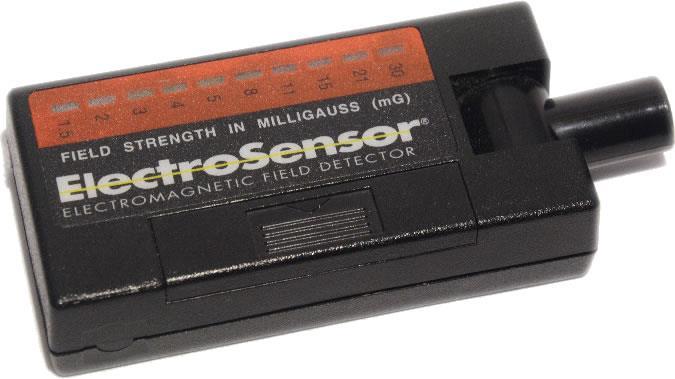 1.5 2 3 4 5 8 11 15 21 30
FIELD STRENGTH IN MILLIGAUSS (mG)
ElectroSensor®
ELECTROMAGNETIC FIELD DETECTOR